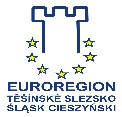 EUROREGION
TĚŠÍNSKÉ SLEZSKO
ŚLĄSK CIESZYŃSKI